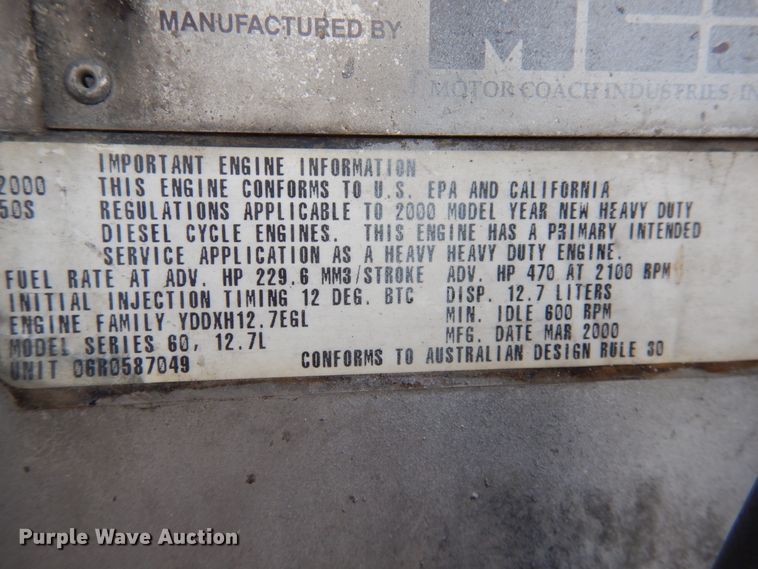 MANUFACTURED BY
MCI
MOTOR COACH INDUSTRIES, IN
2000
50S
IMPORTANT ENGINE INFORMATION
THIS ENGINE CONFORMS TO U.S. EPA AND CALIFORNIA
REGULATIONS APPLICABLE TO 2000 MODEL YEAR NEW HEAVY DUTY
DIESEL CYCLE ENGINES. THIS ENGINE HAS A PRIMARY INTENDED
SERVICE APPLICATION AS A HEAVY HEAVY DUTY ENGINE.
FUEL RATE AT ADV. HP 229.6 MM3/STROKE ADV. HP 470 AT 2100 RPM
INITIAL INJECTION TIMING 12 DEG. BTC DISP. 12.7 LITERS
ENGINE FAMILY YDDXH12.7EGL MIN. IDLE 600 RPM
MODEL SERIES 60, 12.7L MFG. DATE MAR 2000
UNIT 06R0587049 CONFORMS TO AUSTRALIAN DESIGN RULE 30
Purple Wave Auction